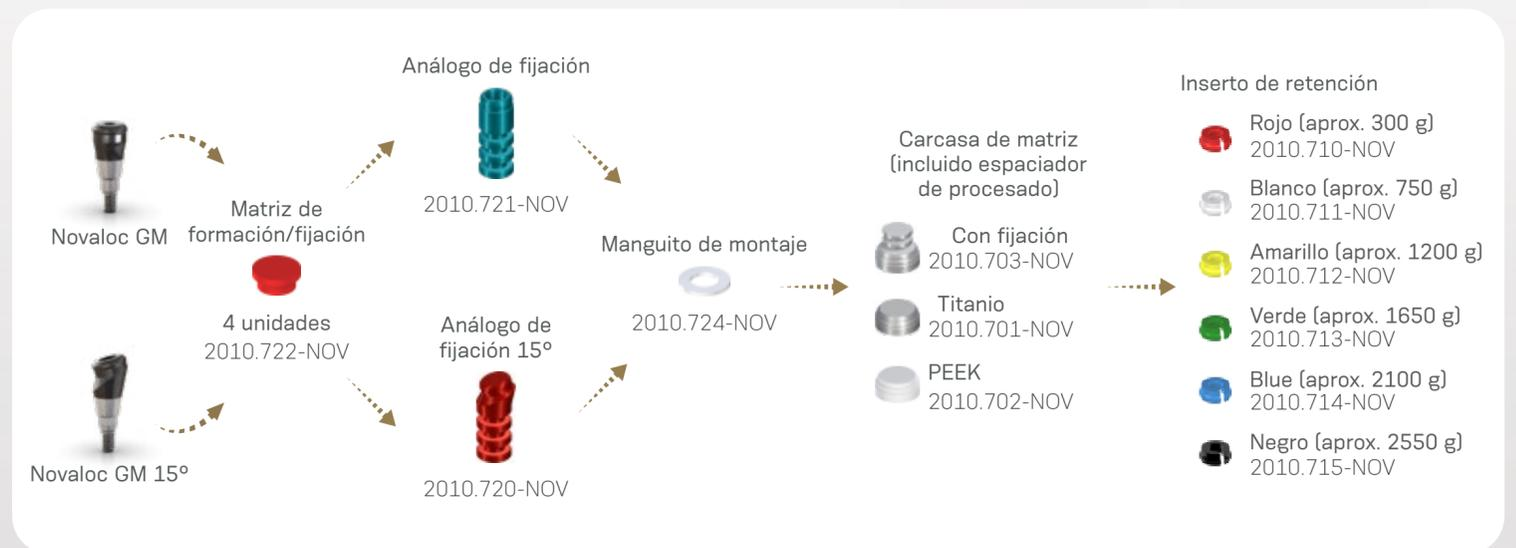 Novaloc GM
Novaloc GM 15°
Matriz de
formación/fijación
4 unidades
2010.722-NOV
Análogo de fijación
2010.721-NOV
Análogo de
fijación 15°
2010.720-NOV
Manguito de montaje
2010.724-NOV
Carcasa de matriz
(incluido espaciador
de procesado)
Con fijación
2010.703-NOV
Titanio
2010.701-NOV
PEEK
2010.702-NOV
Inserto de retención
Rojo (aprox. 300 g)
2010.710-NOV
Blanco (aprox. 750 g)
2010.711-NOV
Amarillo (aprox. 1200 g)
2010.712-NOV
Verde (aprox. 1650 g)
2010.713-NOV
Blue (aprox. 2100 g)
2010.714-NOV
Negro (aprox. 2550 g)
2010.715-NOV